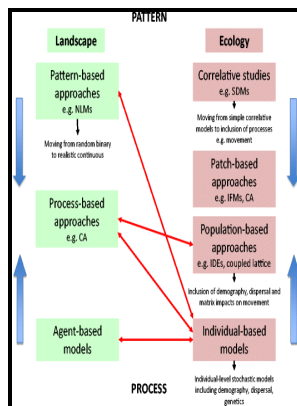 PATTERN
Landscape
Ecology
Pattern-based
approaches
e.g. NLMs
Moving from random binary
to realistic continuous
Process-based
approaches
e.g. CA
Agent-based
models
Correlative studies
e.g. SDMs
Moving from simple correlative
models to inclusion of processes
e.g. movement
Patch-based
approaches
e.g. IFMs, CA
Population-based
approaches
e.g. IDEs, coupled lattice
Inclusion of demography, dispersal and
matrix impacts on movement
Individual-based
models
Individual-level stochastic models
including demography, dispersal,
genetics
PROCESS